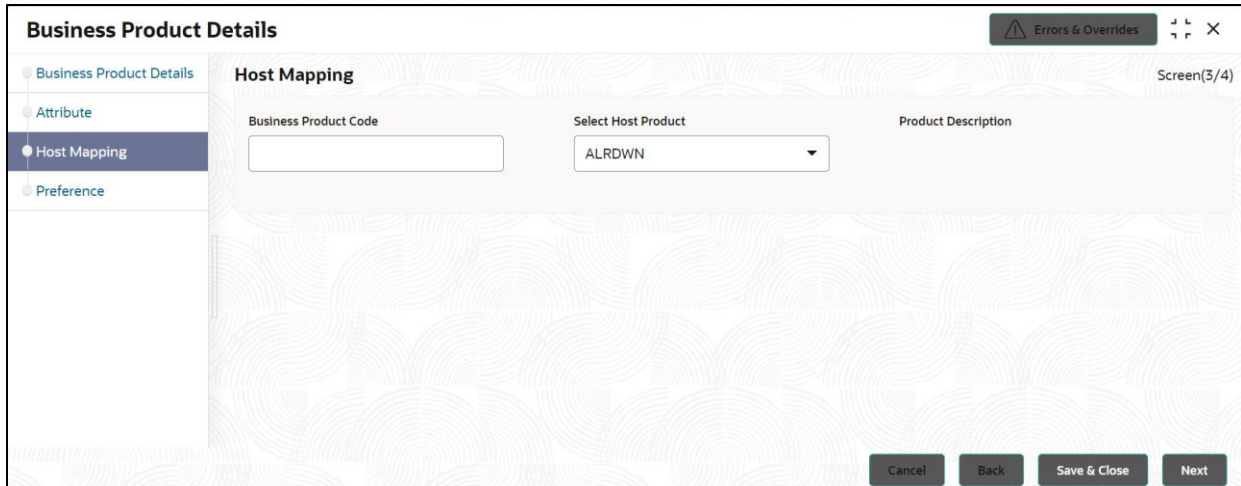 Business Product Details
Errors & Overrides
Business Product Details
Attribute
Host Mapping
Preference
Host Mapping
Screen(3/4)
Business Product Code
Select Host Product
Product Description
ALRDWN
Cancel
Back
Save & Close
Next